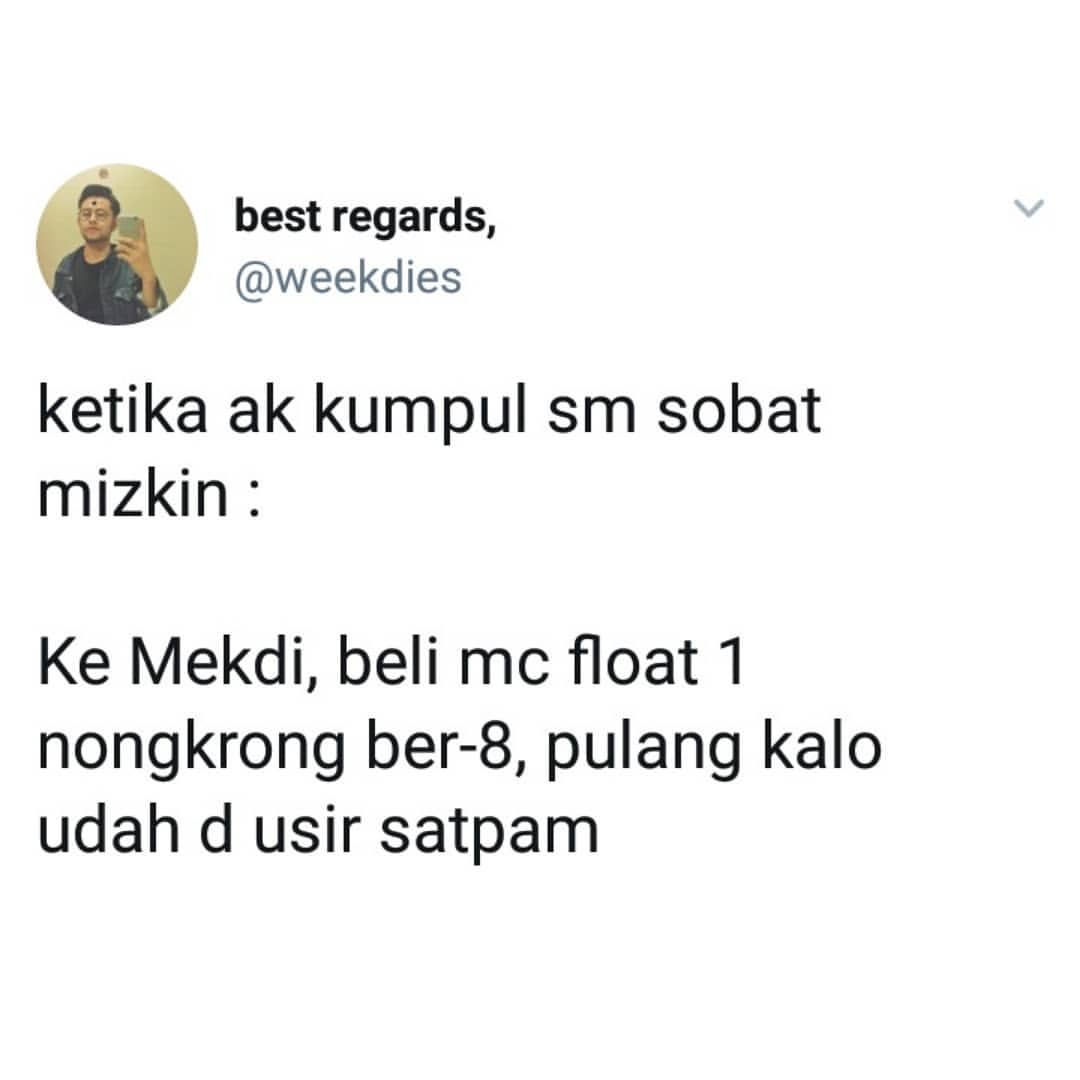 best regards,
@weekdies
ketika ak kumpul sm sobat
mizkin :
Ke Mekdi, beli mc float 1
nongkrong ber-8, pulang kalo
udah d usir satpam